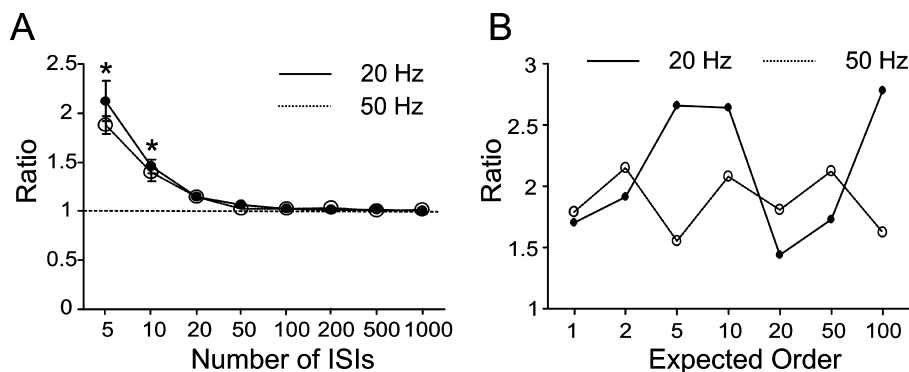 A
*
*
20 Hz
50 Hz
2.5
2
1.5
1
0.5
0
Ratio
5 10 20 50 100 200 500 1000
Number of ISIs
B
20 Hz 50 Hz
3
2.5
2
1.5
1
Ratio
1 2 5 10 20 50 100
Expected Order